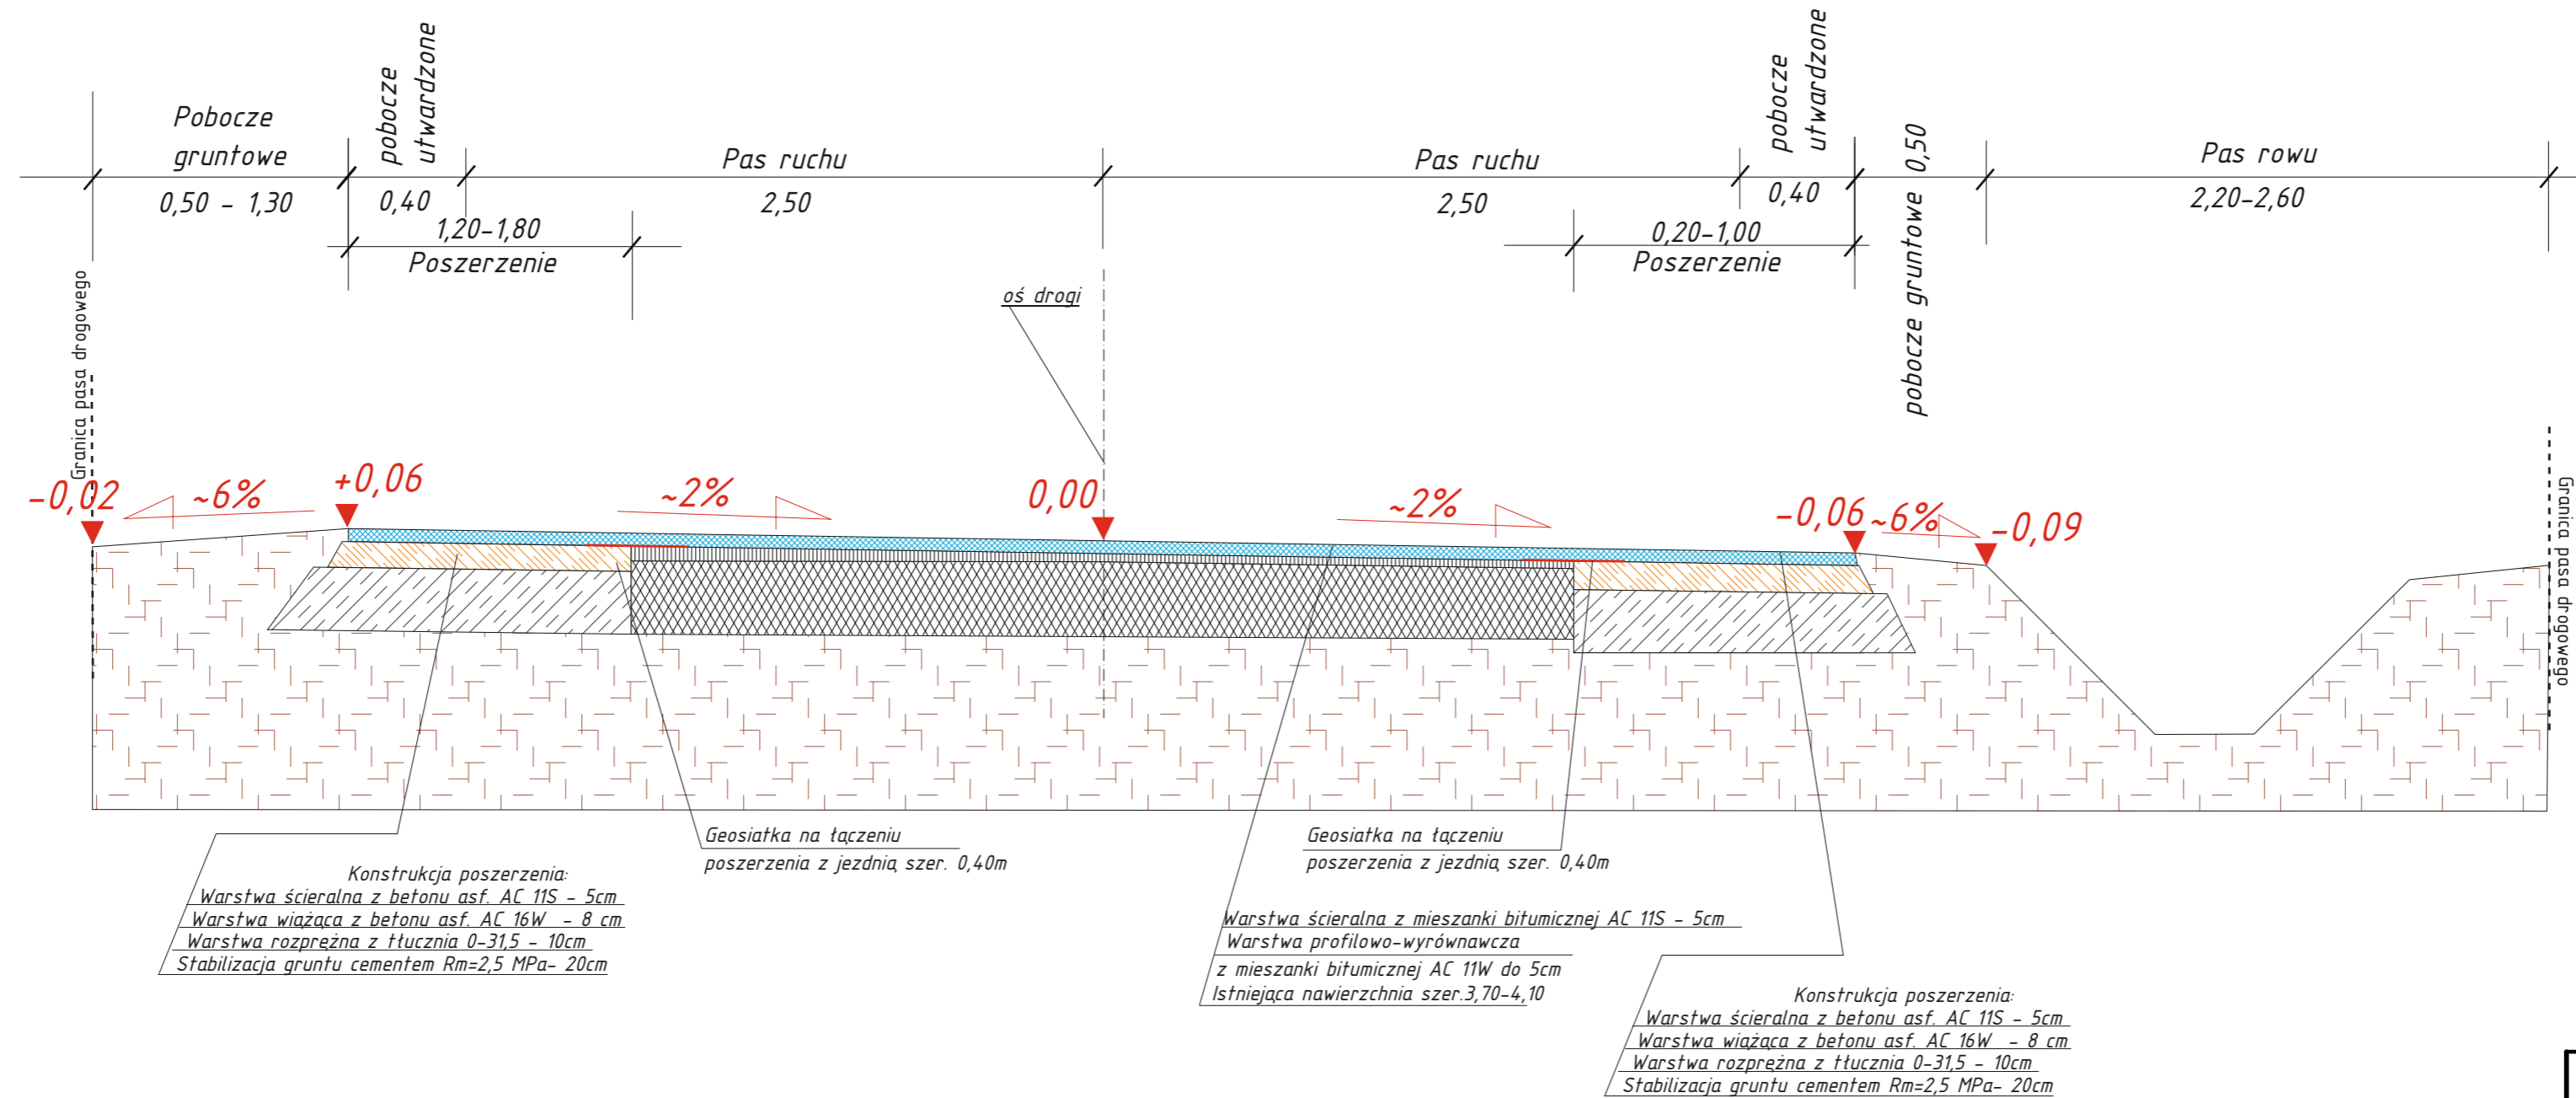 Pobocze
gruntowe
0,50 - 1,30
pobocze
utwardzone
0,40
Pas ruchu
2,50
Pas ruchu
2,50
pobocze
utwardzone
0,40
pobocze gruntowe 0,50
Pas rowu
2,20-2,60
1,20-1,80
Poszerzenie
0,20-1,00
Poszerzenie
oś drogi
Granica pasa drogowego
Granica pasa drogowego
-0,02
~6%
+0,06
~2%
0,00
~2%
-0,06
~6%
-0,09
Geosiatka na łączeniu
poszerzenia z jezdnią szer. 0,40m
Geosiatka na łączeniu
poszerzenia z jezdnią szer. 0,40m
Konstrukcja poszerzenia:
Warstwa ścieralna z betonu asf. AC 11S - 5cm
Warstwa wiążąca z betonu asf. AC 16W - 8 cm
Warstwa rozprężna z tłucznia 0-31,5 - 10cm
Stabilizacja gruntu cementem Rm=2,5 MPa- 20cm
Warstwa ścieralna z mieszanki bitumicznej AC 11S - 5cm
Warstwa profilowo-wyrównawcza
z mieszanki bitumicznej AC 11W do 5cm
Istniejąca nawierzchnia szer.3,70-4,10
Konstrukcja poszerzenia:
Warstwa ścieralna z betonu asf. AC 11S - 5cm
Warstwa wiążąca z betonu asf. AC 16W - 8 cm
Warstwa rozprężna z tłucznia 0-31,5 - 10cm
Stabilizacja gruntu cementem Rm=2,5 MPa- 20cm